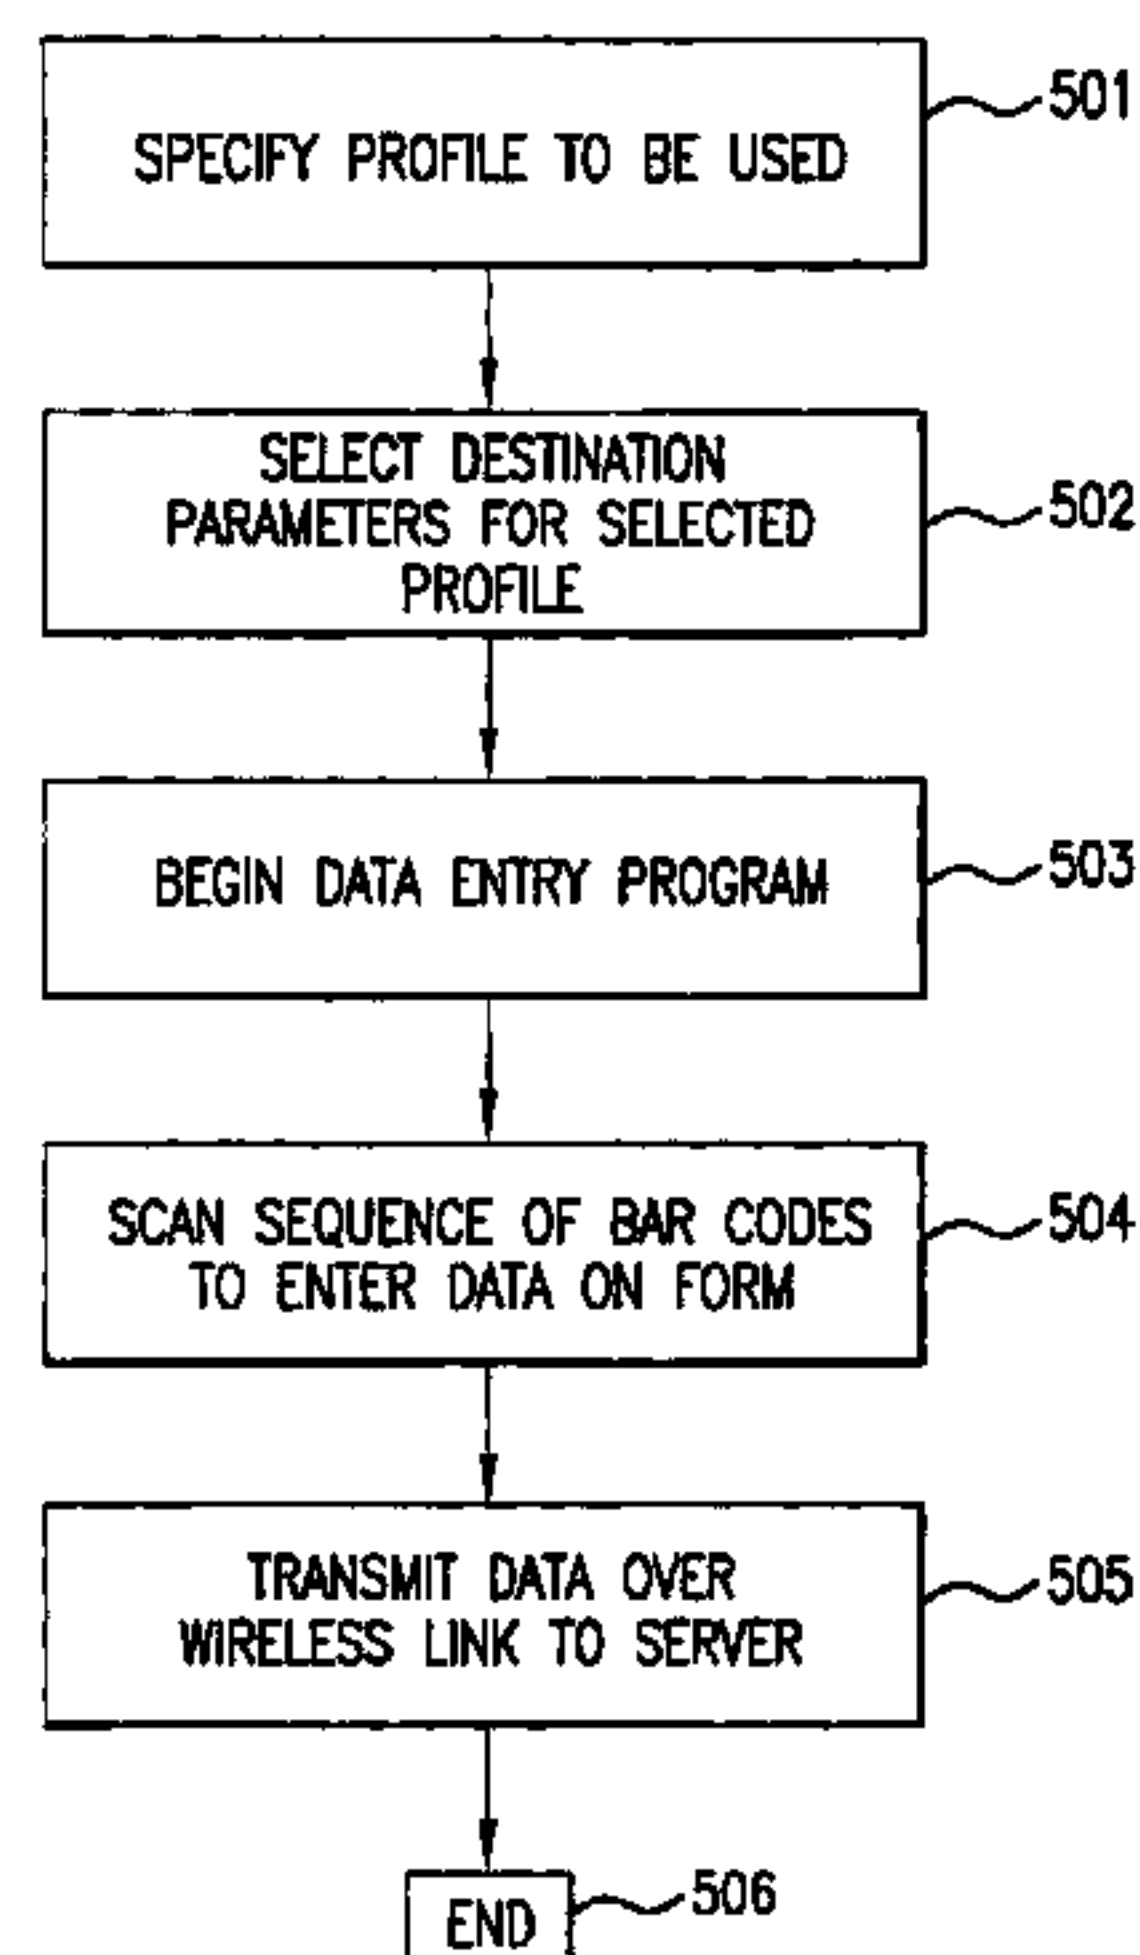 SPECIFY PROFILE TO BE USED
501
SELECT DESTINATION
PARAMETERS FOR SELECTED
PROFILE
502
BEGIN DATA ENTRY PROGRAM
503
SCAN SEQUENCE OF BAR CODES
TO ENTER DATA ON FORM
504
TRANSMIT DATA OVER
WIRELESS LINK TO SERVER
505
END
506